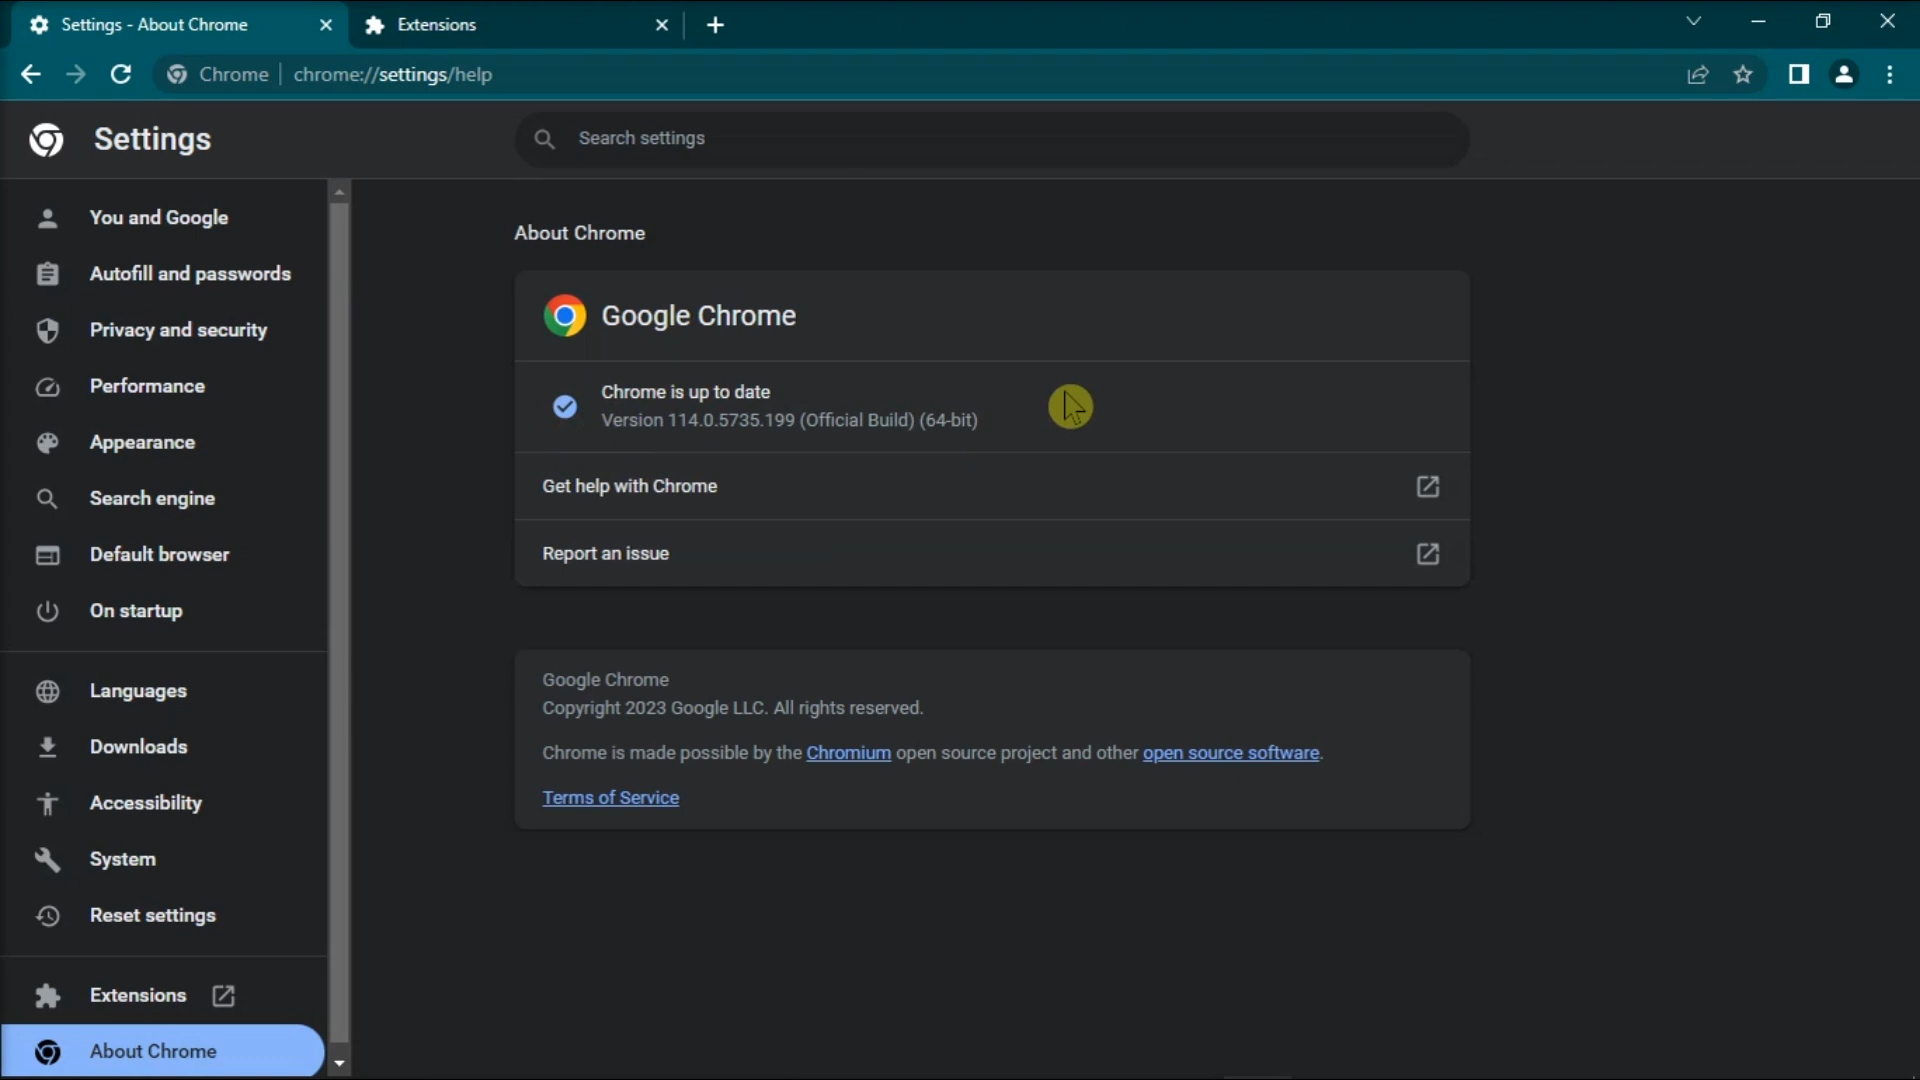 Settings - About Chrome
Extensions
Chrome
chrome://settings/help
Settings
Search settings
You and Google
Autofill and passwords
Privacy and security
Performance
Appearance
Search engine
Default browser
On startup
Languages
Downloads
Accessibility
System
Reset settings
Extensions
About Chrome
About Chrome
Google Chrome
Chrome is up to date
Version 114.0.5735.199 (Official Build) (64-bit)
Get help with Chrome
Report an issue
Google Chrome
Copyright 2023 Google LLC. All rights reserved.
Chrome is made possible by the Chromium open source project and other open source software.
Terms of Service